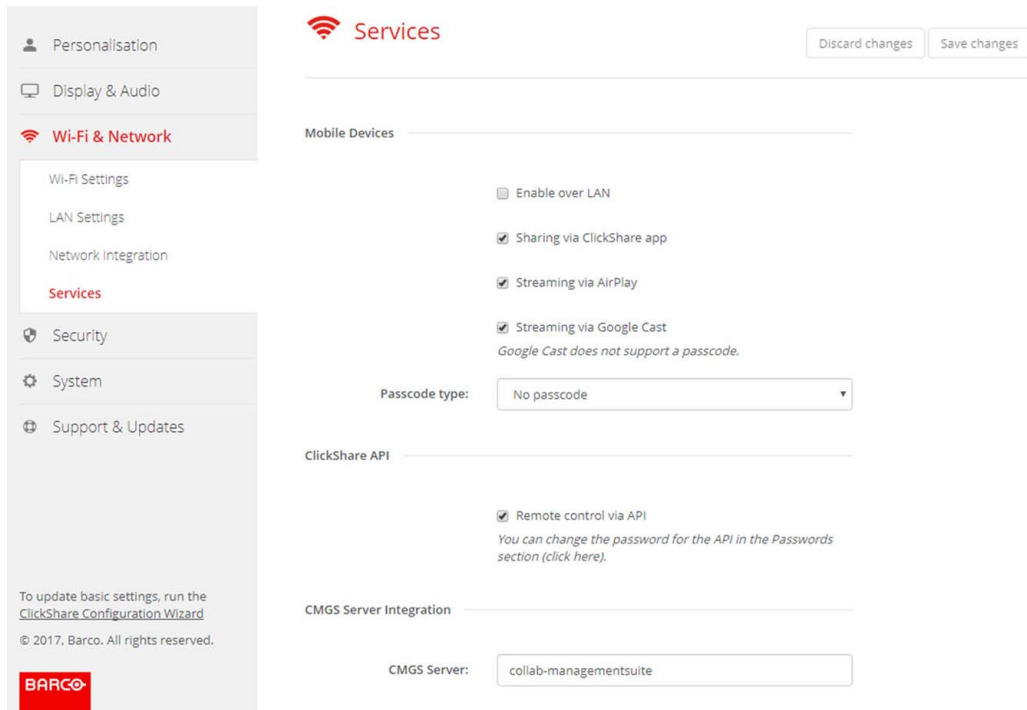 Personalisation
Display & Audio
Wi-Fi & Network
Wi-Fi Settings
LAN Settings
Network Integration
Services
Security
System
Support & Updates
To update basic settings, run the
ClickShare Configuration Wizard
© 2017, Barco. All rights reserved.
BARCO
Services
Discard changes
Save changes
Mobile Devices
Enable over LAN
Sharing via ClickShare app
Streaming via AirPlay
Streaming via Google Cast
Google Cast does not support a passcode.
Passcode type: No passcode
ClickShare API
Remote control via API
You can change the password for the API in the Passwords
section (click here).
CMGS Server Integration
CMGS Server: collab-managementsuite